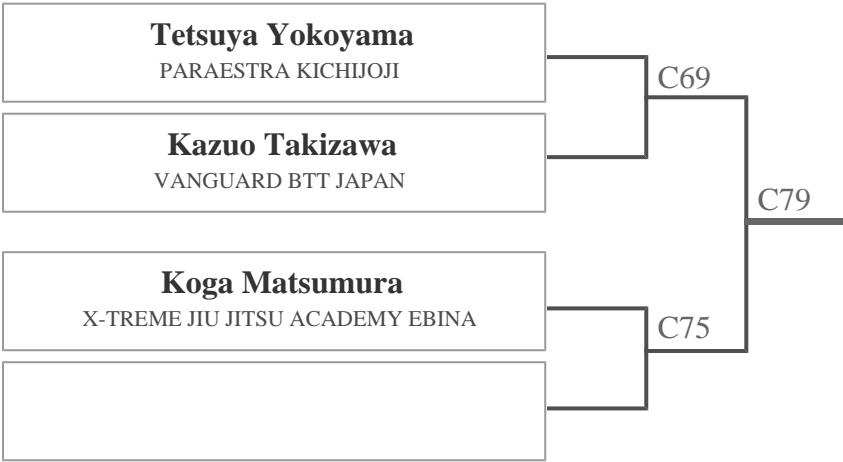 Tetsuya Yokoyama
PARAESTRA KICHIJOJI
C69
Kazuo Takizawa
VANGUARD BTT JAPAN
C79
Koga Matsumura
X-TREME JIU JITSU ACADEMY EBINA
C75